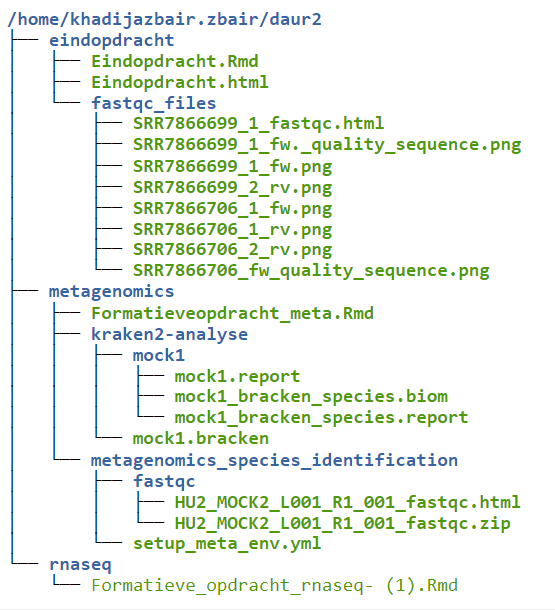 /home/khadijazbair.zbair/daur2
├── eindopdracht
│   ├── Eindopdracht.Rmd
│   ├── Eindopdracht.html
│   └── fastqc_files
│       ├── SRR7866699_1_fastqc.html
│       ├── SRR7866699_1_fw._quality_sequence.png
│       ├── SRR7866699_1_fw.png
│       ├── SRR7866699_2_rv.png
│       ├── SRR7866706_1_fw.png
│       ├── SRR7866706_1_rv.png
│       ├── SRR7866706_2_rv.png
│       └── SRR7866706_fw_quality_sequence.png
├── metagenomics
│   ├── Formatieveopdracht_meta.Rmd
│   ├── kraken2-analyse
│   │   ├── mock1
│   │   │   ├── mock1.report
│   │   │   ├── mock1_bracken_species.biom
│   │   │   └── mock1_bracken_species.report
│   │   └── mock1.bracken
│   └── metagenomics_species_identification
│       ├── fastqc
│       │   ├── HU2_MOCK2_L001_R1_001_fastqc.html
│       │   └── HU2_MOCK2_L001_R1_001_fastqc.zip
│       └── setup_meta_env.yml
└── rnaseq
    └── Formatieve_opdracht_rnaseq- (1).Rmd